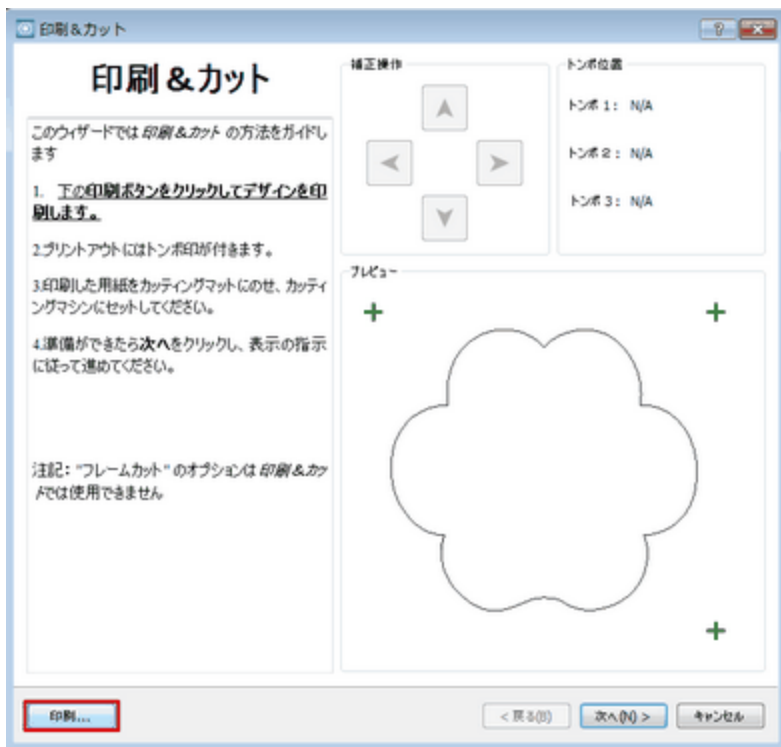 印刷&カット
印刷&カット
このウィザードでは 印刷&カット の方法をガイドし
ます
1. 下の印刷ボタンをクリックしてデザインを印
刷します。
2.プリントアウトにはトンボ印が付きます。
3.印刷した用紙をカッティングマットにのせ、カッティ
ングマシンにセットしてください。
4.準備ができたら次へをクリックし、表示の指示
に従って進めてください。
注記: "フレームカット" のオプションは 印刷&カッ
トでは使用できません
補正操作
トンボ位置
トンボ 1: N/A
トンボ 2: N/A
トンボ 3: N/A
プレビュー
印刷...
< 戻る(B)
次へ(N) >
キャンセル